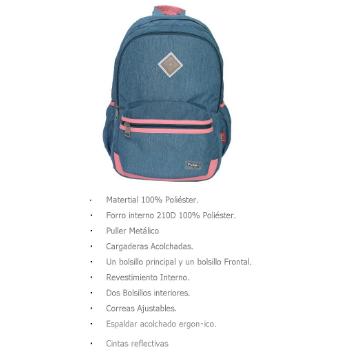 • Matertial 100% Poliéster.
• Forro interno 210D 100% Poliéster.
• Puller Metálico
• Cargaderas Acolchadas.
• Un bolsillo principal y un bolsillo Frontal.
• Revestimiento Interno.
• Dos Bolsillos interiores.
• Correas Ajustables.
• Espaldar acolchado ergon-ico.
• Cintas reflectivas